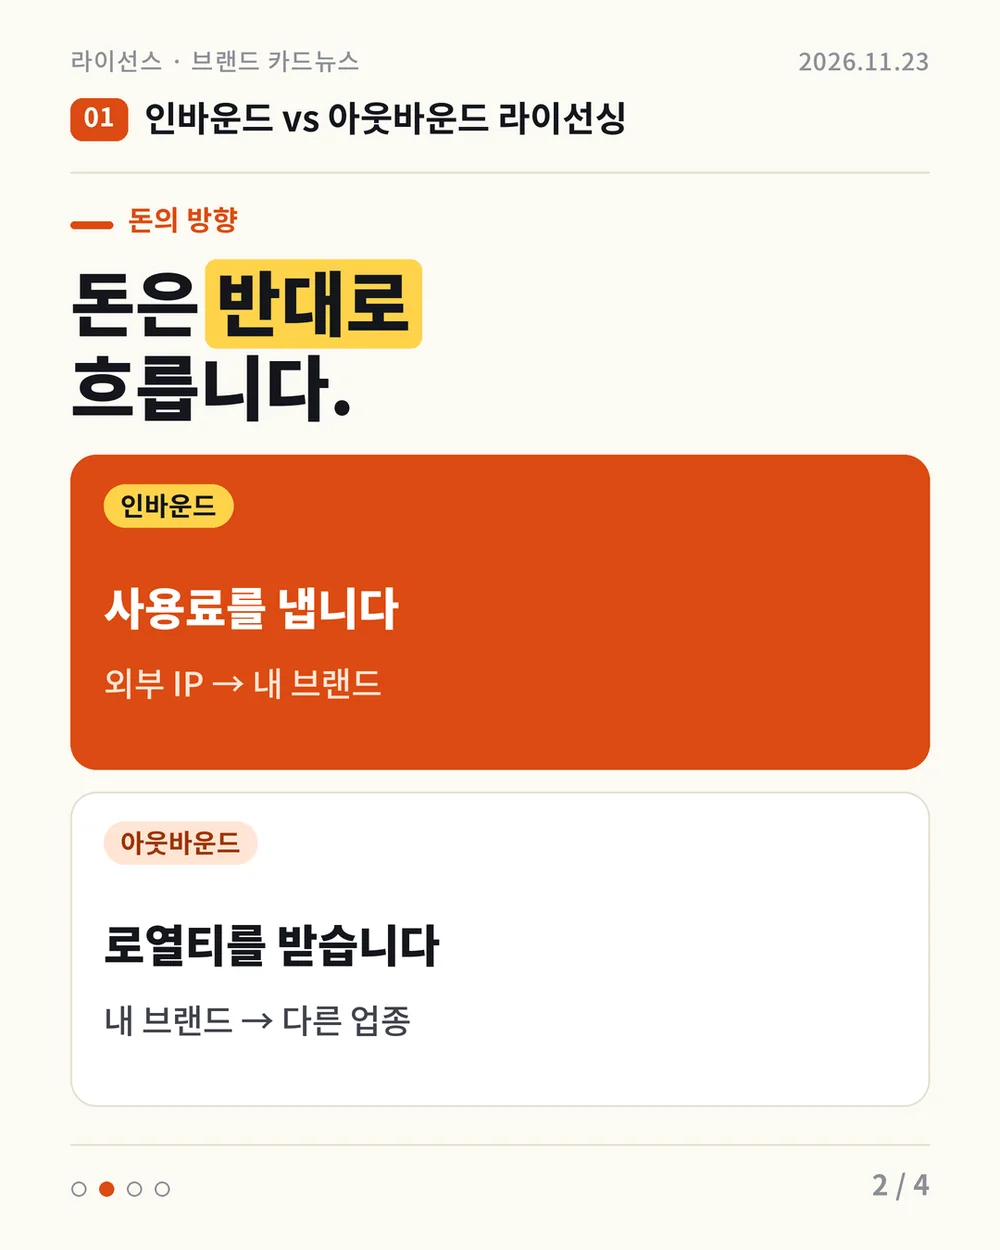 라이선스 · 브랜드 카드뉴스
2026.11.23
01 인바운드 vs 아웃바운드 라이선싱
돈의 방향
돈은 반대로
흐릅니다.
인바운드
사용료를 냅니다
외부 IP → 내 브랜드
아웃바운드
로열티를 받습니다
내 브랜드 → 다른 업종
2 / 4